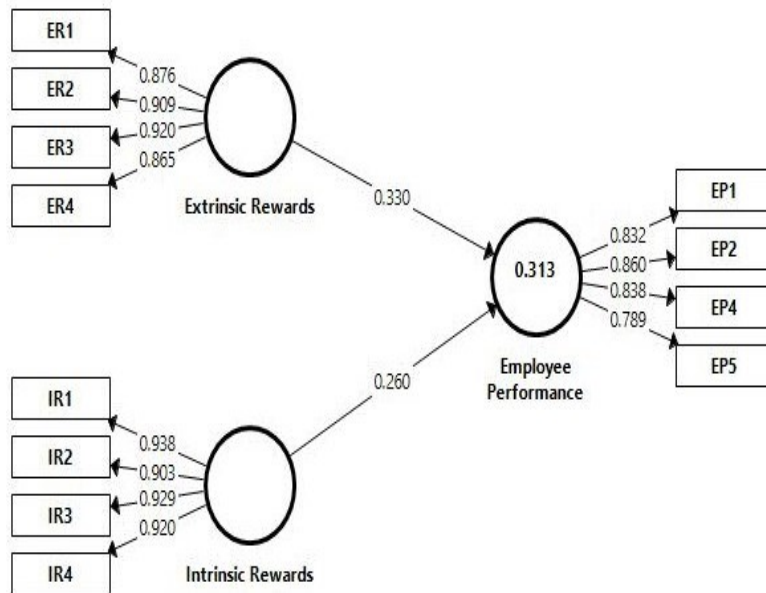 ER1
ER2
ER3
ER4
0.876
0.909
0.920
0.865
Extrinsic Rewards
0.330
0.313
Employee
Performance
0.832
0.860
0.838
0.789
EP1
EP2
EP4
EP5
0.260
IR1
IR2
IR3
IR4
0.938
0.903
0.929
0.920
Intrinsic Rewards